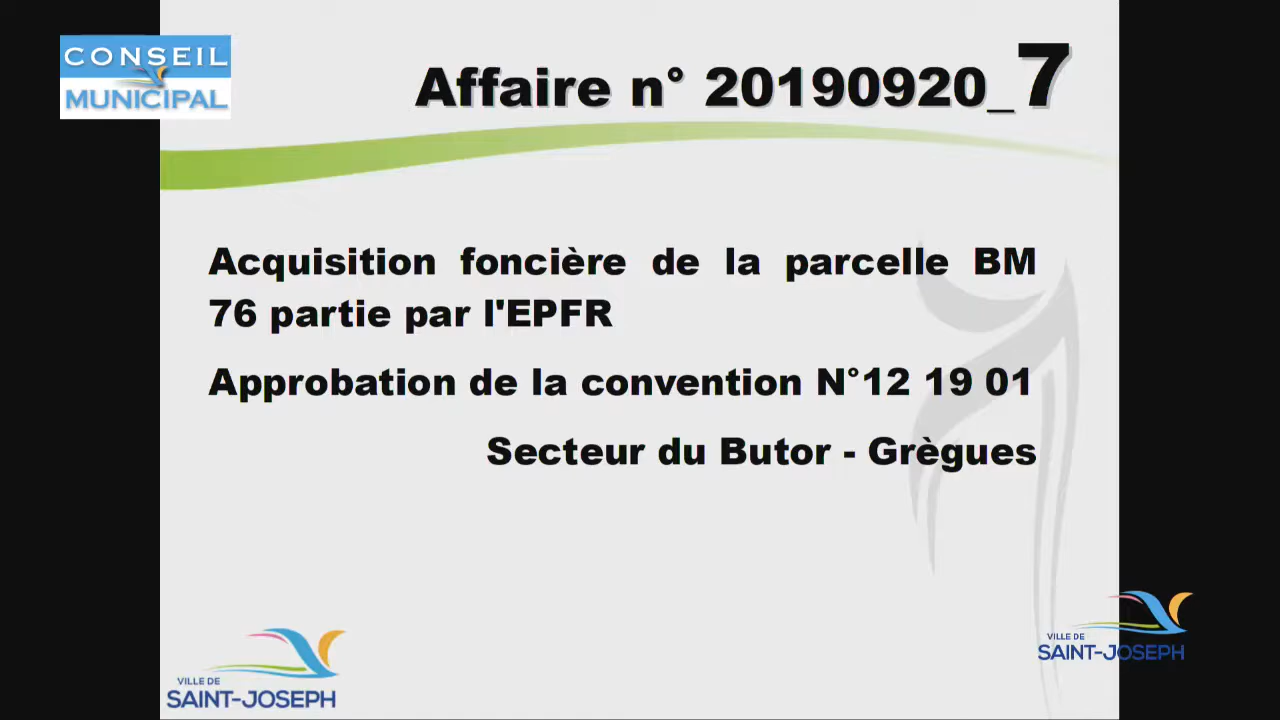 CONSEIL
MUNICIPAL
Affaire n° 20190920_7
Acquisition foncière de la parcelle BM
76 partie par l'EPFR
Approbation de la convention N°12 19 01
Secteur du Butor - Grègues
VILLE DE
SAINT-JOSEPH
VILLE DE
SAINT-JOSEPH